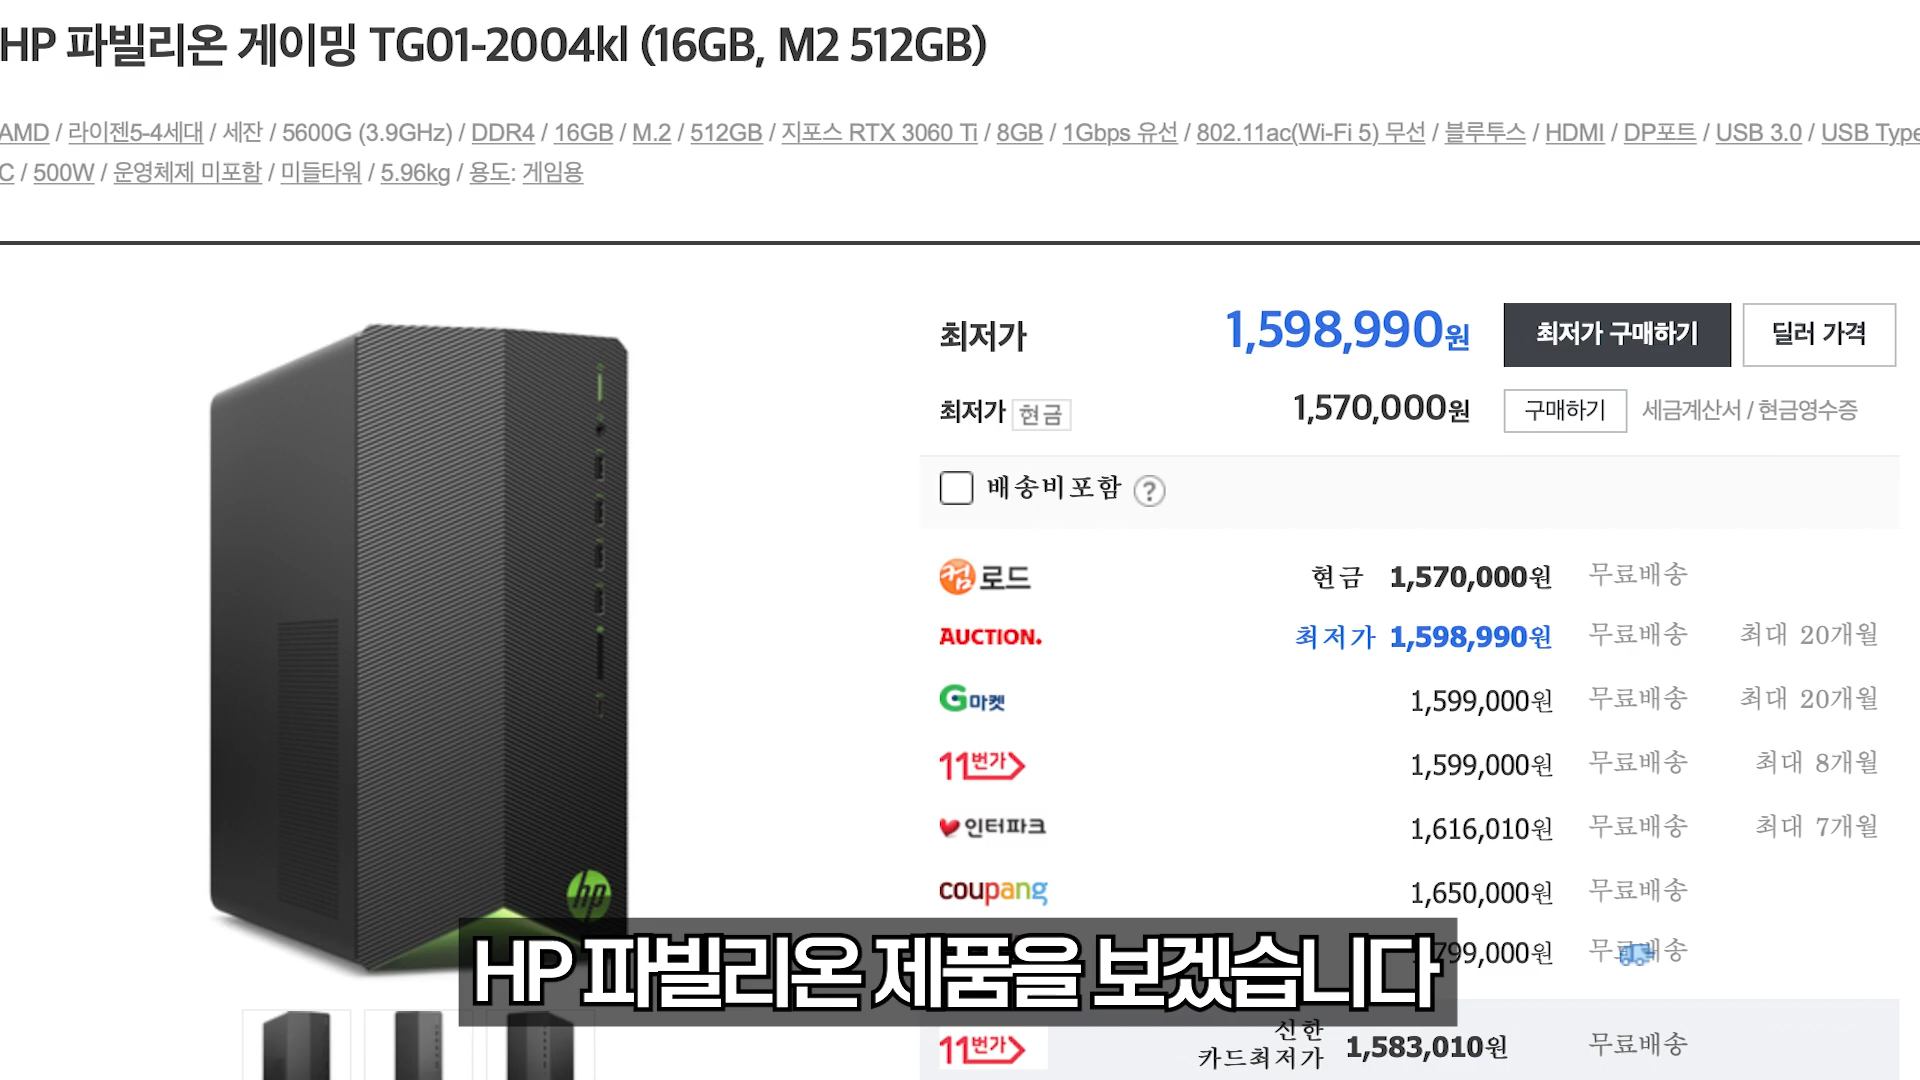 HP 파빌리온 게이밍 TG01-2004kl (16GB, M2 512GB)
AMD / 라이젠5-4세대 / 세잔 / 5600G (3.9GHz) / DDR4 / 16GB / M.2 / 512GB / 지포스 RTX 3060 Ti / 8GB / 1Gbps 유선 / 802.11ac(Wi-Fi 5) 무선 / 블루투스 / HDMI / DP포트 / USB 3.0 / USB Type
C / 500W / 운영체제 미포함 / 미들타워 / 5.96kg / 용도: 게임용
최저가 1,598,990원 최저가 구매하기 딜러 가격
최저가 현금 1,570,000원 구매하기 세금계산서 / 현금영수증
배송비포함 ?
컴로드 현금 1,570,000원 무료배송
AUCTION. 최저가 1,598,990원 무료배송 최대 20개월
G마켓 1,599,000원 무료배송 최대 20개월
11번가 1,599,000원 무료배송 최대 8개월
인터파크 1,616,010원 무료배송 최대 7개월
coupang 1,650,000원 무료배송
799,000원 무료배송
hp
HP 파빌리온 제품을 보겠습니다
11번가 신한 카드최저가 1,583,010원 무료배송